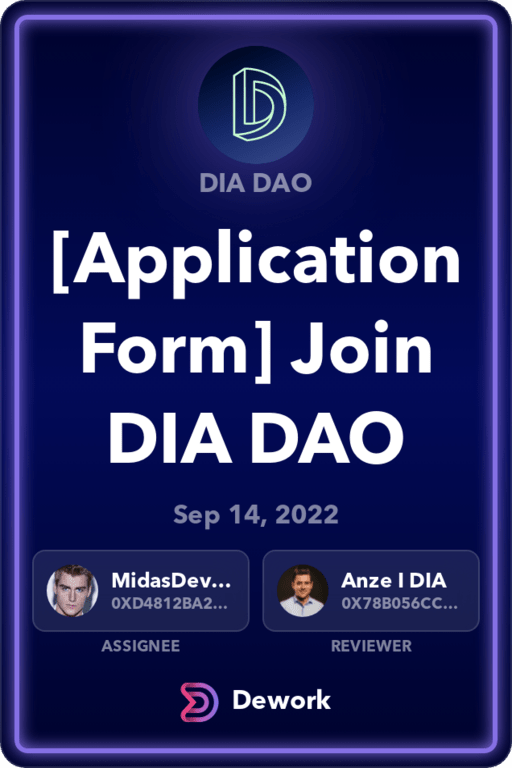 DIA DAO
[Application
Form] Join
DIA DAO
Sep 14, 2022
MidasDev...
0XD4812BA2...
ASSIGNEE
Anze I DIA
0X78B056CC...
REVIEWER
Dework